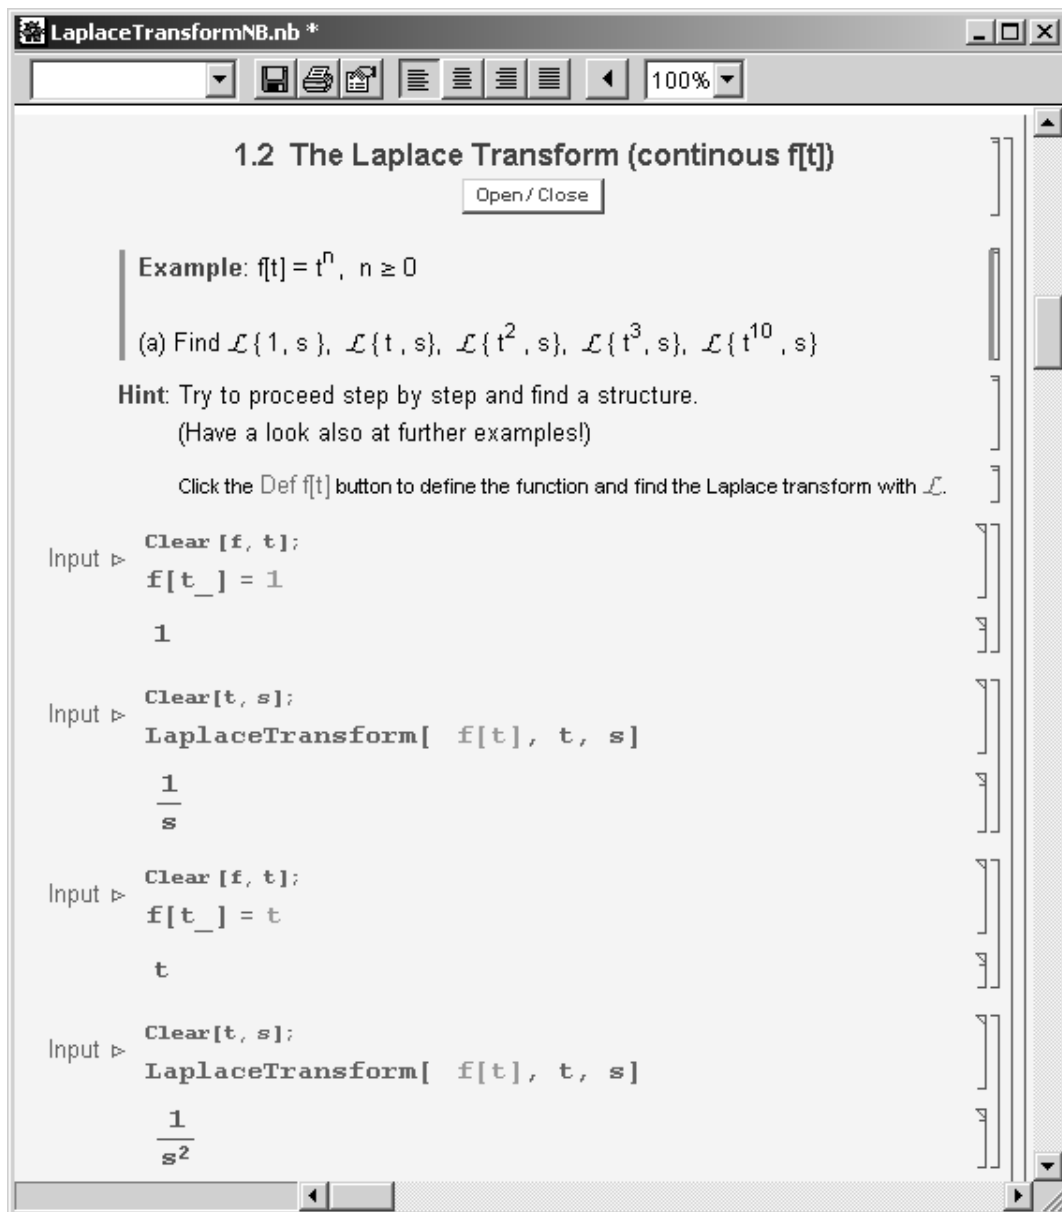 LaplaceTransformNB.nb *
100%
1.2 The Laplace Transform (continous f[t])
Open / Close
Example: f[t] = tⁿ, n ≥ 0
(a) Find ℒ{1, s}, ℒ{t, s}, ℒ{t², s}, ℒ{t³, s}, ℒ{t¹⁰, s}
Hint: Try to proceed step by step and find a structure.
(Have a look also at further examples!)
Click the Def f[t] button to define the function and find the Laplace transform with ℒ.
Input ▹ Clear[f, t];
f[t_] = 1
1
Input ▹ Clear[t, s];
LaplaceTransform[ f[t], t, s]
1
s
Input ▹ Clear[f, t];
f[t_] = t
t
Input ▹ Clear[t, s];
LaplaceTransform[ f[t], t, s]
1
s²